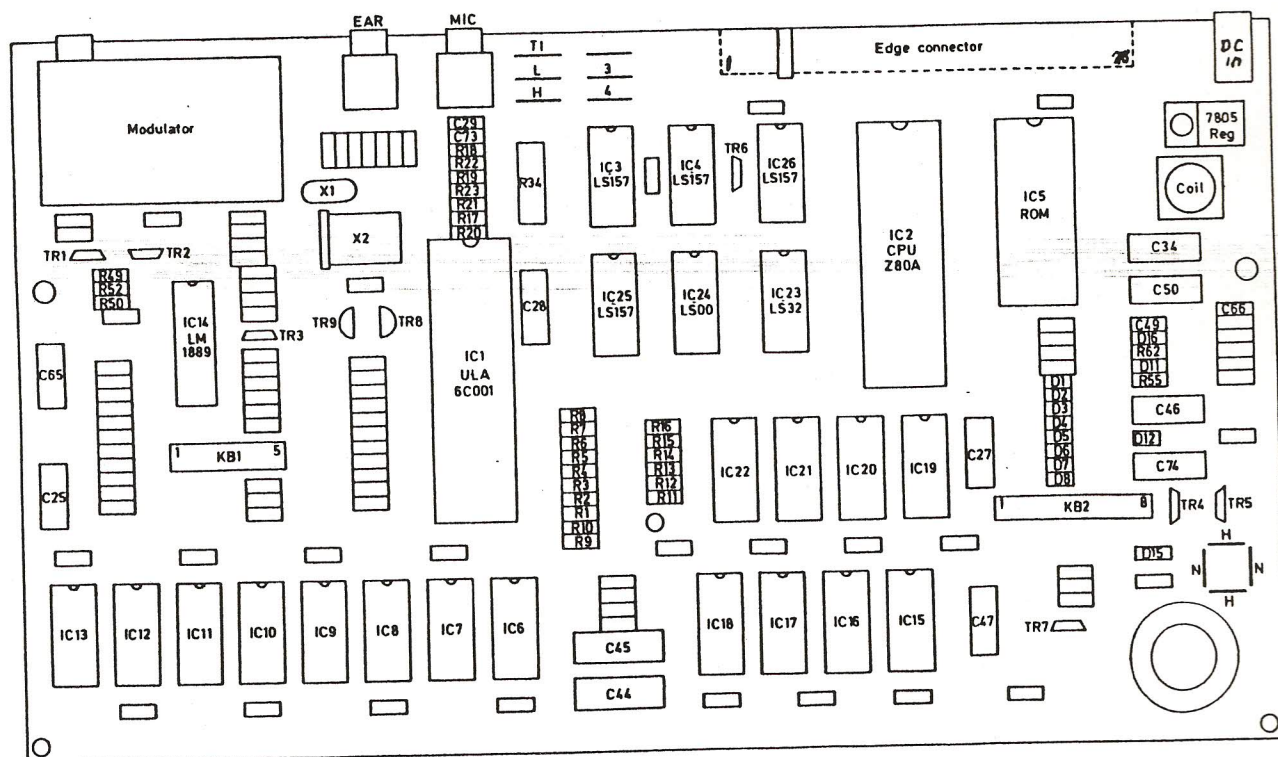 EAR
MIC
T1
L
H
3
4
1
Edge connector
28
DC
in
Modulator
7805
Reg
Coil
X1
X2
C29
C73
R18
R22
R19
R23
R21
R17
R20
R34
IC3
LS157
IC4
LS157
TR6
IC26
LS157
IC2
CPU
Z80A
IC5
ROM
C34
C50
TR1
TR2
R49
R52
R50
IC14
LM
1889
TR3
TR9
TR8
IC1
ULA
6C001
C28
IC25
LS157
IC24
LS00
IC23
LS32
C49
D16
R62
D11
R55
C66
C65
D1
D2
D3
D4
D5
D6
D7
D8
C46
D12
C74
1
KB1
5
C25
R8
R7
R6
R5
R4
R3
R2
R1
R10
R9
R16
R15
R14
R13
R12
R11
IC22
IC21
IC20
IC19
C27
1
KB2
8
TR4
TR5
D15
H
N
N
H
IC13
IC12
IC11
IC10
IC9
IC8
IC7
IC6
C45
C44
IC18
IC17
IC16
IC15
C47
TR7